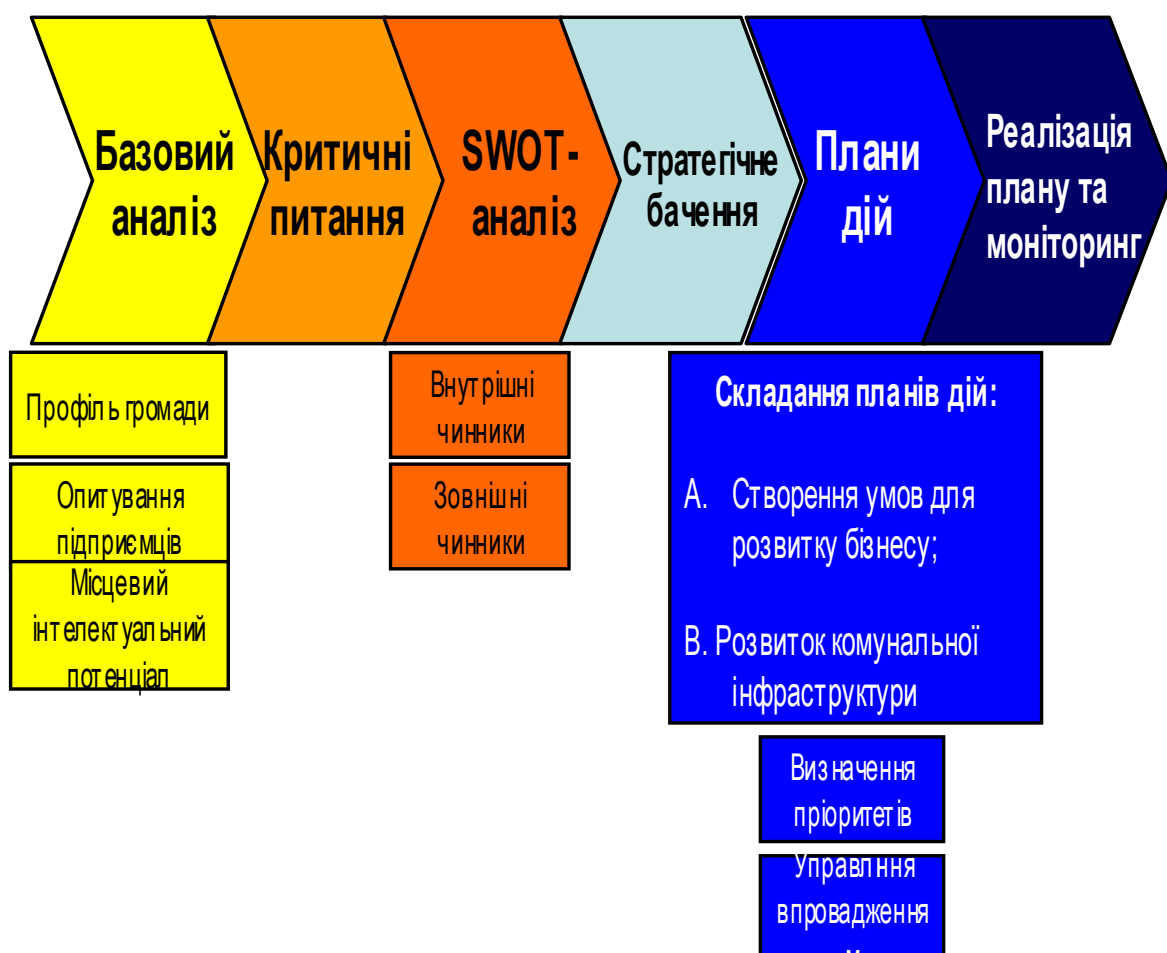 Базовий
аналіз
Критичні
питання
SWOT-
аналіз
Стратегічне
бачення
Плани
дій
Реалізація
плану та
моніторинг
Профіль громади
Опитування
підприємців
Місцевий
інтелектуальний
потенціал
Внутрішні
чинники
Зовнішні
чинники
Складання планів дій:
А. Створення умов для
розвитку бізнесу;
В. Розвиток комунальної
інфраструктури
Визначення
пріоритетів
Управлння
впровадження